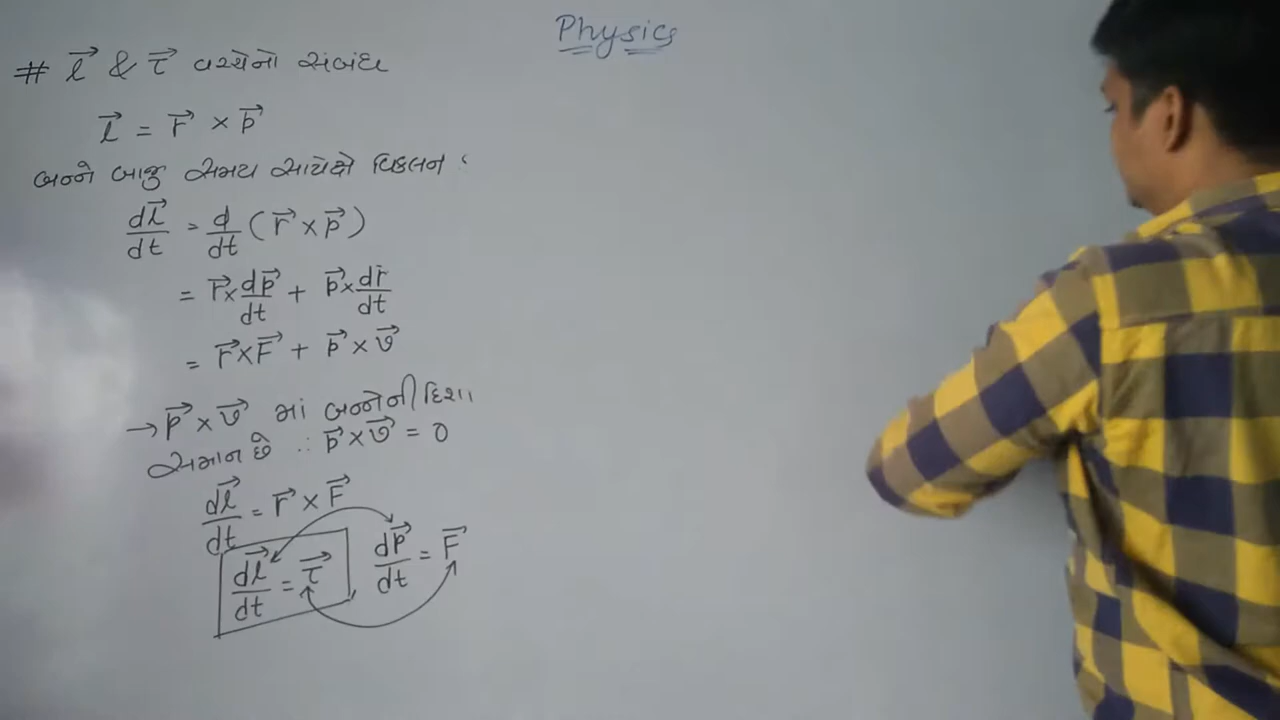 Physics
# l⃗ & τ⃗ વચ્ચેનો સંબંધ
l⃗ = r⃗ × p⃗
બન્ને બાજુ સમય સાપેક્ષે વિકલન :
dl⃗/dt = d/dt (r⃗ × p⃗)
= r⃗ × dp⃗/dt + p⃗ × dr⃗/dt
= r⃗ × F⃗ + p⃗ × v⃗
→ p⃗ × v⃗ માં બન્નેની દિશા
સમાન છે ∴ p⃗ × v⃗ = 0
dl⃗/dt = r⃗ × F⃗
dl⃗/dt = τ⃗ , dp⃗/dt = F⃗